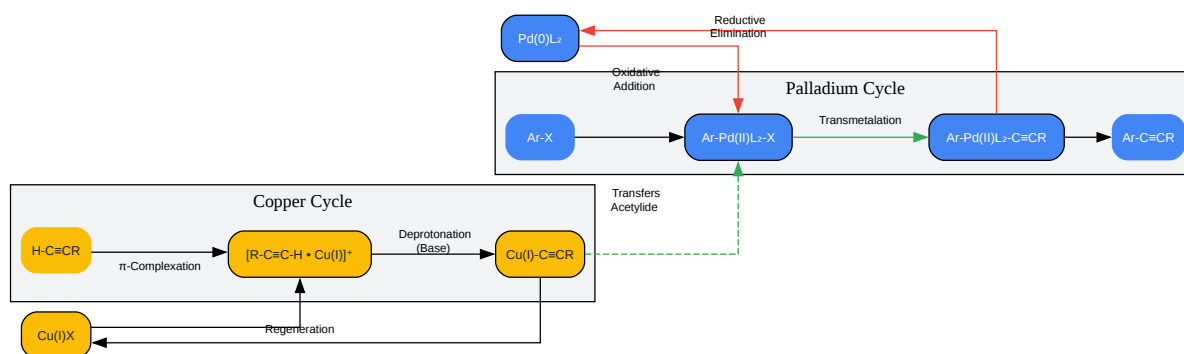 Reductive
Elimination
Pd(0)L₂
Oxidative
Addition
Palladium Cycle
Transmetalation
Ar-X
Ar-Pd(II)L₂-X
Ar-Pd(II)L₂-C≡CR
Ar-C≡CR
Transfers
Acetylide
Copper Cycle
Deprotonation
(Base)
H-C≡CR
π-Complexation
[R-C≡C-H • Cu(I)]⁺
Cu(I)-C≡CR
Regeneration
Cu(I)X